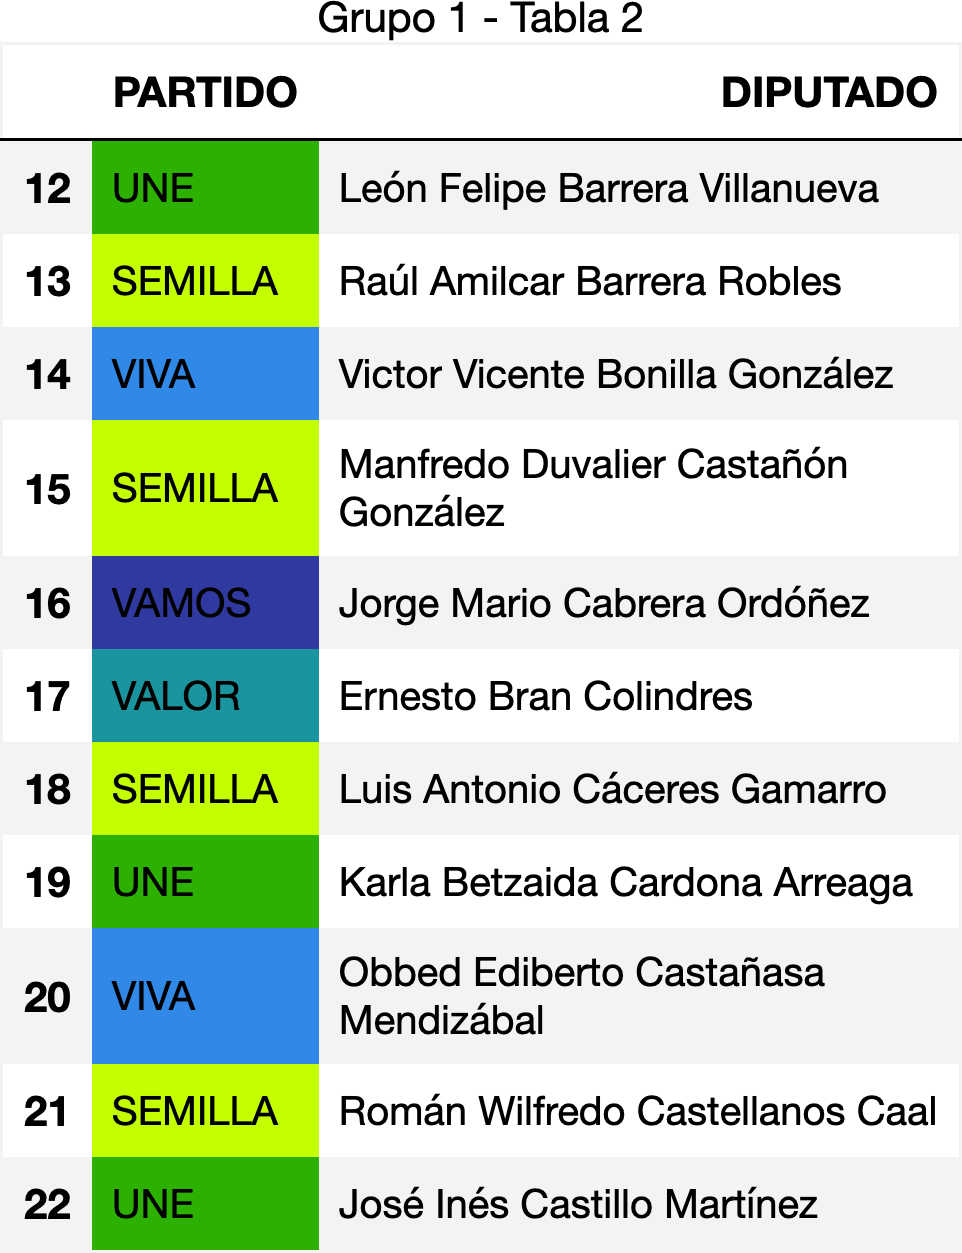 Grupo 1 - Tabla 2
PARTIDO DIPUTADO
12 UNE León Felipe Barrera Villanueva
13 SEMILLA Raúl Amilcar Barrera Robles
14 VIVA Victor Vicente Bonilla González
15 SEMILLA Manfredo Duvalier Castañón
González
16 VAMOS Jorge Mario Cabrera Ordóñez
17 VALOR Ernesto Bran Colindres
18 SEMILLA Luis Antonio Cáceres Gamarro
19 UNE Karla Betzaida Cardona Arreaga
20 VIVA Obbed Ediberto Castañasa
Mendizábal
21 SEMILLA Román Wilfredo Castellanos Caal
22 UNE José Inés Castillo Martínez